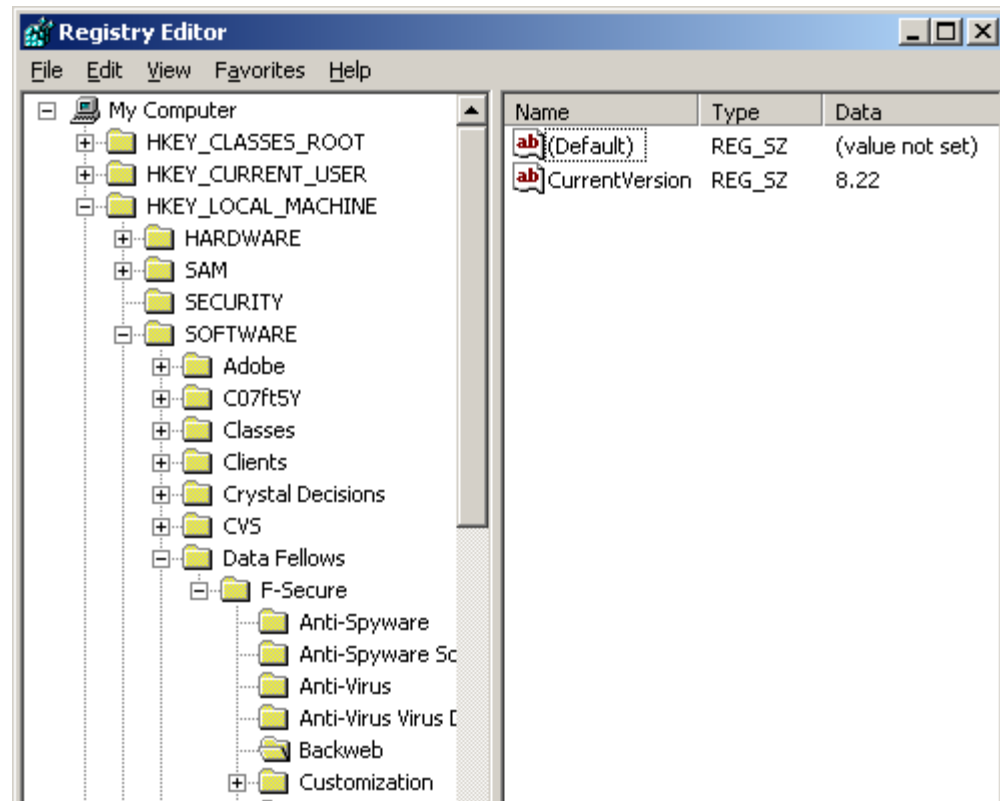 Registry Editor
File Edit View Favorites Help
My Computer
HKEY_CLASSES_ROOT
HKEY_CURRENT_USER
HKEY_LOCAL_MACHINE
HARDWARE
SAM
SECURITY
SOFTWARE
Adobe
C07ft5Y
Classes
Clients
Crystal Decisions
CVS
Data Fellows
F-Secure
Anti-Spyware
Anti-Spyware Sc
Anti-Virus
Anti-Virus Virus D
Backweb
Customization
Name Type Data
(Default) REG_SZ (value not set)
CurrentVersion REG_SZ 8.22